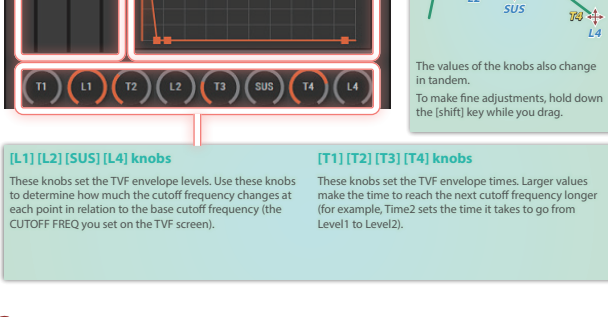 SUS
T4
L4
The values of the knobs also change
in tandem.
To make fine adjustments, hold down
the [shift] key while you drag.
T1 L1 T2 L2 T3 SUS T4 L4
[L1] [L2] [SUS] [L4] knobs
These knobs set the TVF envelope levels. Use these knobs
to determine how much the cutoff frequency changes at
each point in relation to the base cutoff frequency (the
CUTOFF FREQ you set on the TVF screen).
[T1] [T2] [T3] [T4] knobs
These knobs set the TVF envelope times. Larger values
make the time to reach the next cutoff frequency longer
(for example, Time2 sets the time it takes to go from
Level1 to Level2).